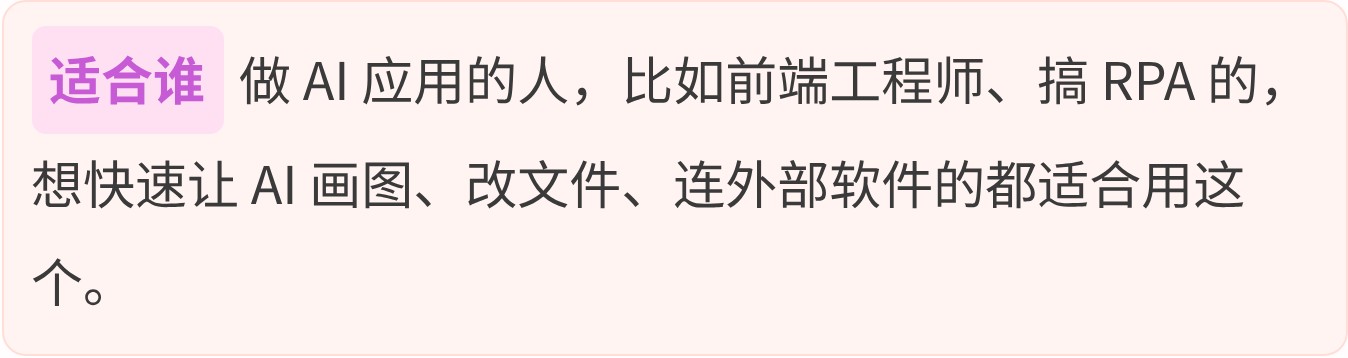 适合谁 做 AI 应用的人，比如前端工程师、搞 RPA 的，
想快速让 AI 画图、改文件、连外部软件的都适合用这
个。